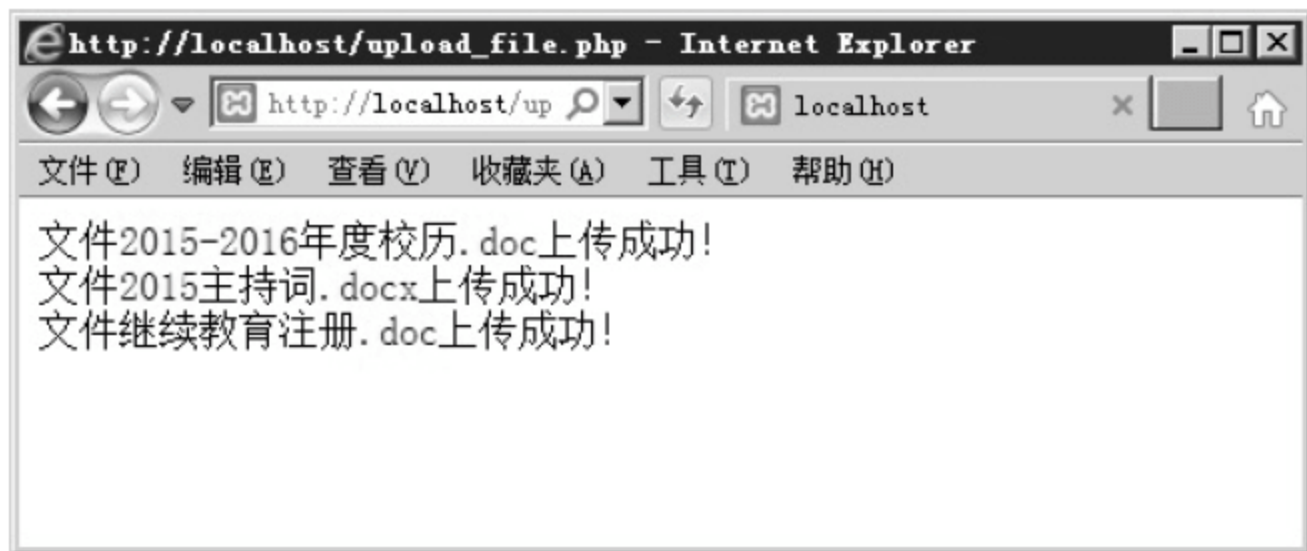 http://localhost/upload_file.php - Internet Explorer
http://localhost/up
localhost
文件(F) 编辑(E) 查看(V) 收藏夹(A) 工具(T) 帮助(H)
文件2015-2016年度校历.doc上传成功!
文件2015主持词.docx上传成功!
文件继续教育注册.doc上传成功!